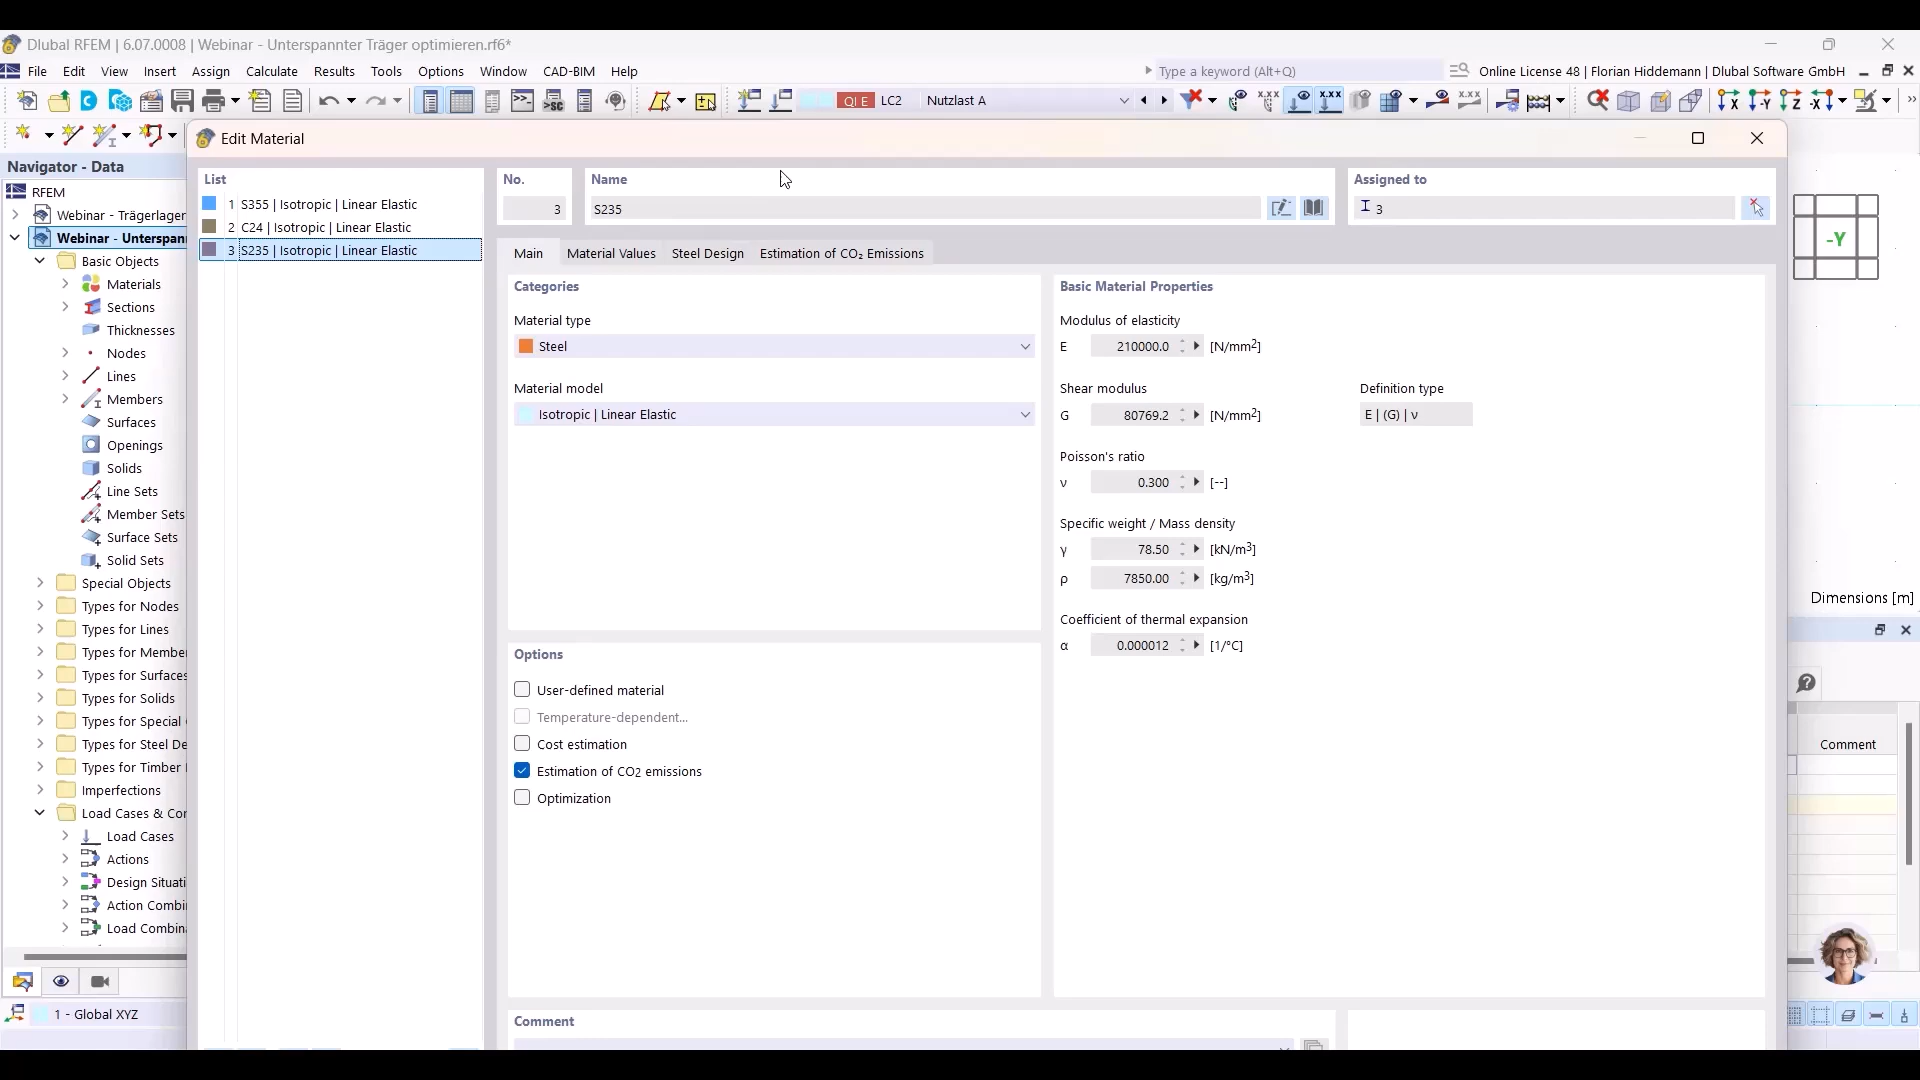 Dlubal RFEM | 6.07.0008 | Webinar - Unterspannter Träger optimieren.rf6*
File Edit View Insert Assign Calculate Results Tools Options Window CAD-BIM Help
Type a keyword (Alt+Q)
Online License 48 | Florian Hiddemann | Dlubal Software GmbH
QI E LC2 Nutzlast A
Navigator - Data
RFEM
Webinar - Trägerlager
Webinar - Unterspan
Basic Objects
Materials
Sections
Thicknesses
Nodes
Lines
Members
Surfaces
Openings
Solids
Line Sets
Member Sets
Surface Sets
Solid Sets
Special Objects
Types for Nodes
Types for Lines
Types for Membe
Types for Surfaces
Types for Solids
Types for Special
Types for Steel De
Types for Timber
Imperfections
Load Cases & Co
Load Cases
Actions
Design Situati
Action Combi
Load Combin
1 - Global XYZ
Edit Material
List
1 S355 | Isotropic | Linear Elastic
2 C24 | Isotropic | Linear Elastic
3 S235 | Isotropic | Linear Elastic
No.
3
Name
S235
Assigned to
3
Main Material Values Steel Design Estimation of CO₂ Emissions
Categories
Material type
Steel
Material model
Isotropic | Linear Elastic
Options
User-defined material
Temperature-dependent...
Cost estimation
Estimation of CO2 emissions
Optimization
Comment
Basic Material Properties
Modulus of elasticity
E 210000.0 [N/mm2]
Shear modulus
G 80769.2 [N/mm2]
Definition type
E | (G) | ν
Poisson's ratio
ν 0.300 [--]
Specific weight / Mass density
γ 78.50 [kN/m3]
ρ 7850.00 [kg/m3]
Coefficient of thermal expansion
α 0.000012 [1/°C]
-Y
Dimensions [m]
Comment